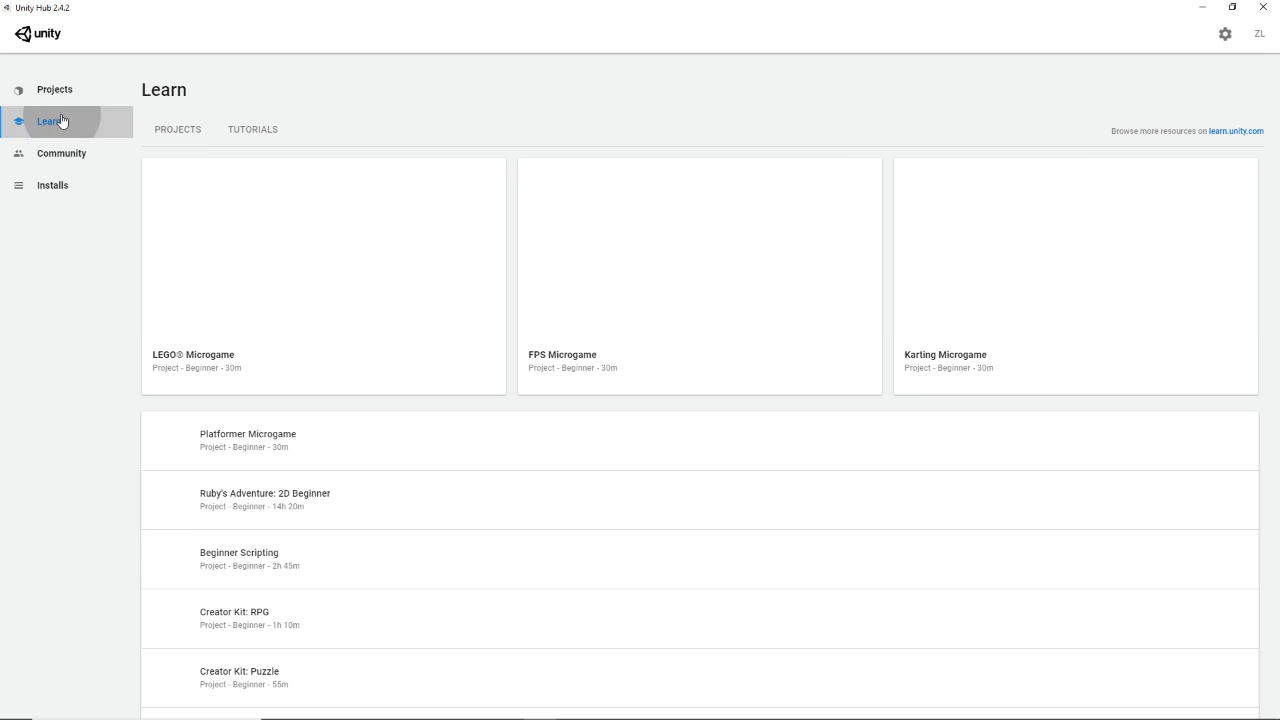 Unity Hub 2.4.2
unity
ZL
Projects
Learn
Community
Installs
Learn
PROJECTS
TUTORIALS
Browse more resources on learn.unity.com
LEGO® Microgame
Project - Beginner - 30m
FPS Microgame
Project - Beginner - 30m
Karting Microgame
Project - Beginner - 30m
Platformer Microgame
Project - Beginner - 30m
Ruby's Adventure: 2D Beginner
Project - Beginner - 14h 20m
Beginner Scripting
Project - Beginner - 2h 45m
Creator Kit: RPG
Project - Beginner - 1h 10m
Creator Kit: Puzzle
Project - Beginner - 55m